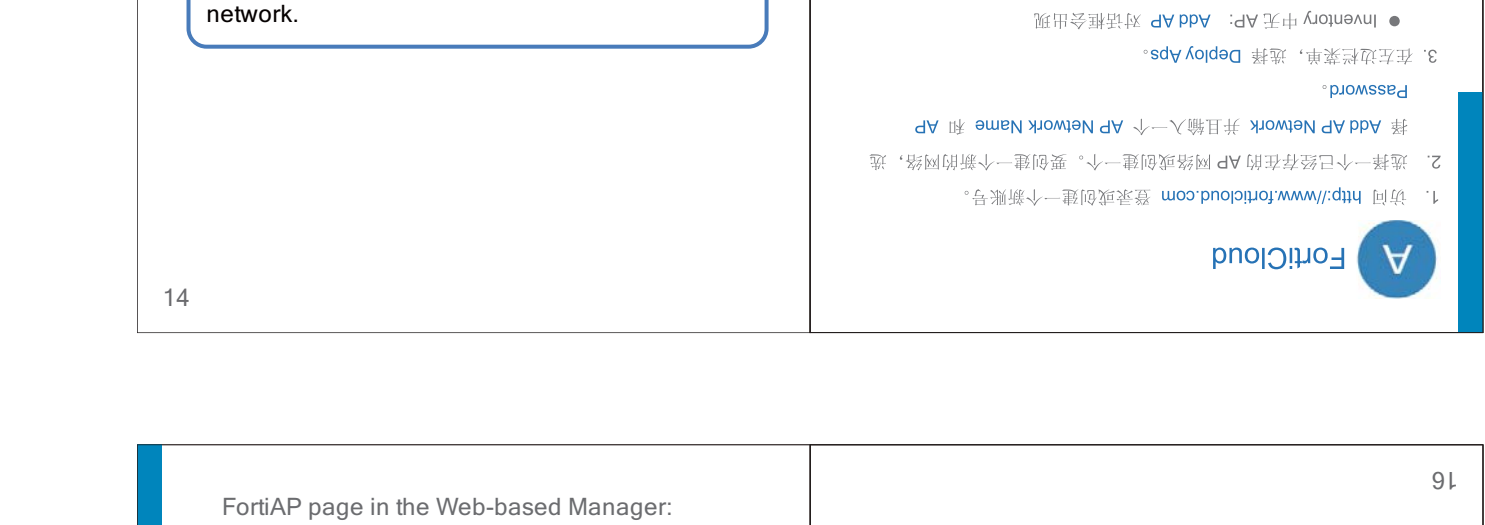 network.
14
FortiCloud
A
1. 访问 http://www.forticloud.com 登录或创建一个新账号。
2. 选择一个已经存在的 AP 网络或创建一个。要创建一个新的网络，选
择 Add AP Network 并且输入一个 AP Network Name 和 AP
Password。
3. 在左边栏菜单，选择 Deploy Aps。
● Inventory 中无 AP: Add AP 对话框会出现
FortiAP page in the Web-based Manager:
16